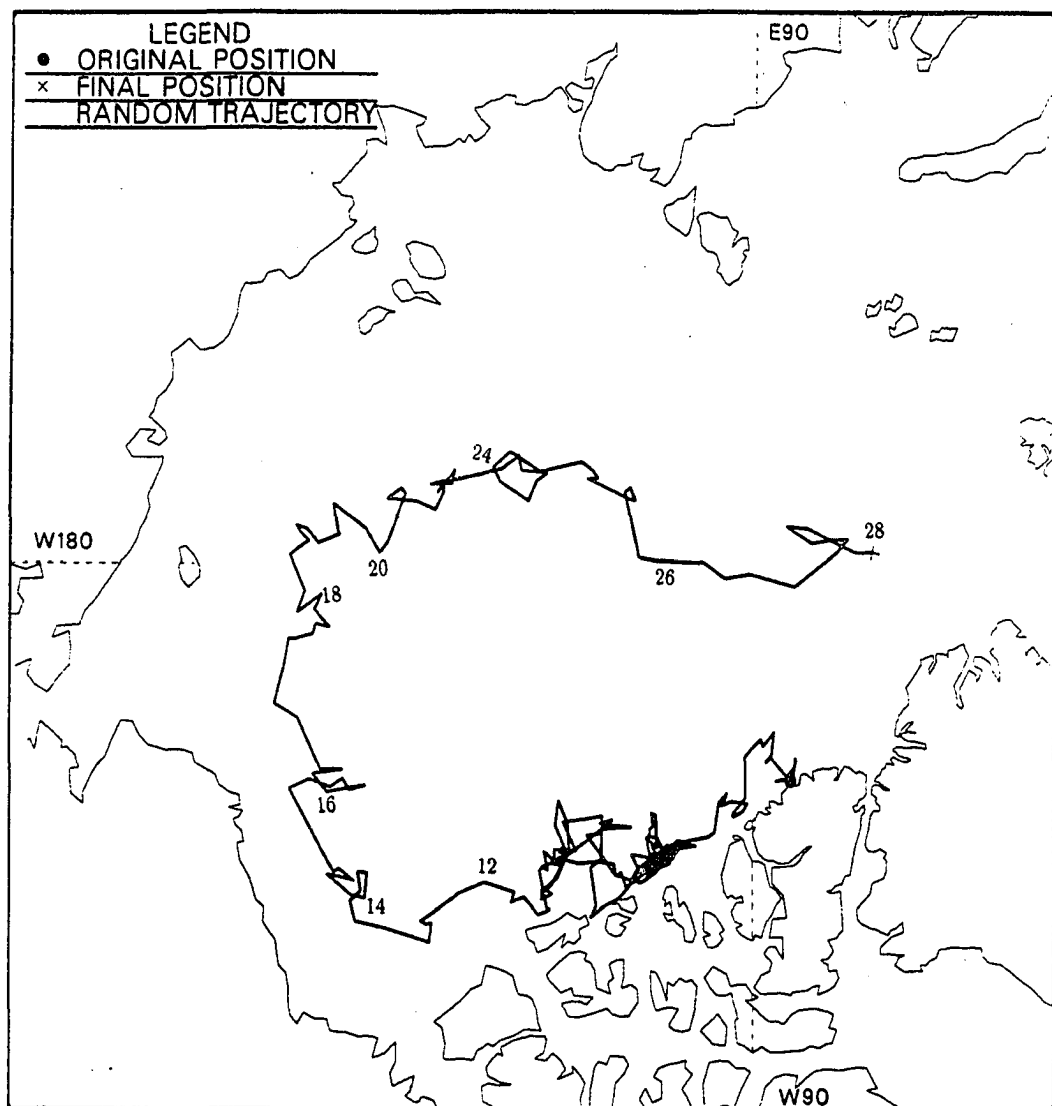 LEGEND
● ORIGINAL POSITION
× FINAL POSITION
RANDOM TRAJECTORY
E90
24
W180
28
20
26
18
16
12
14
W90